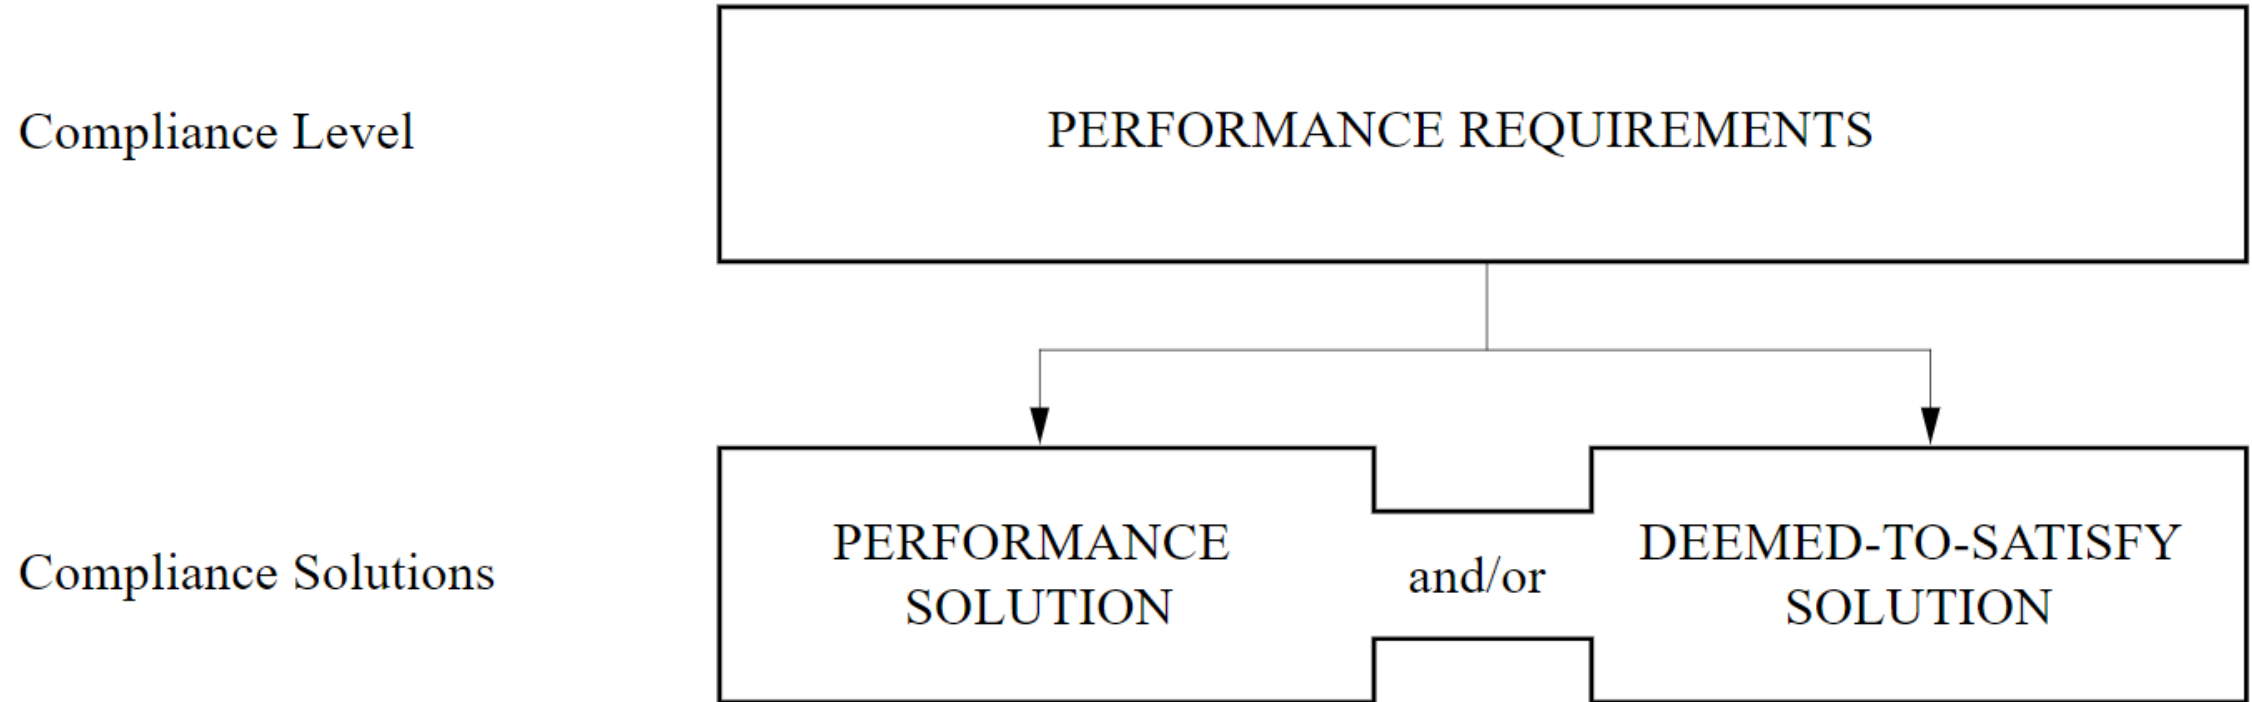 Compliance Level
PERFORMANCE REQUIREMENTS
Compliance Solutions
PERFORMANCE
SOLUTION
and/or
DEEMED-TO-SATISFY
SOLUTION